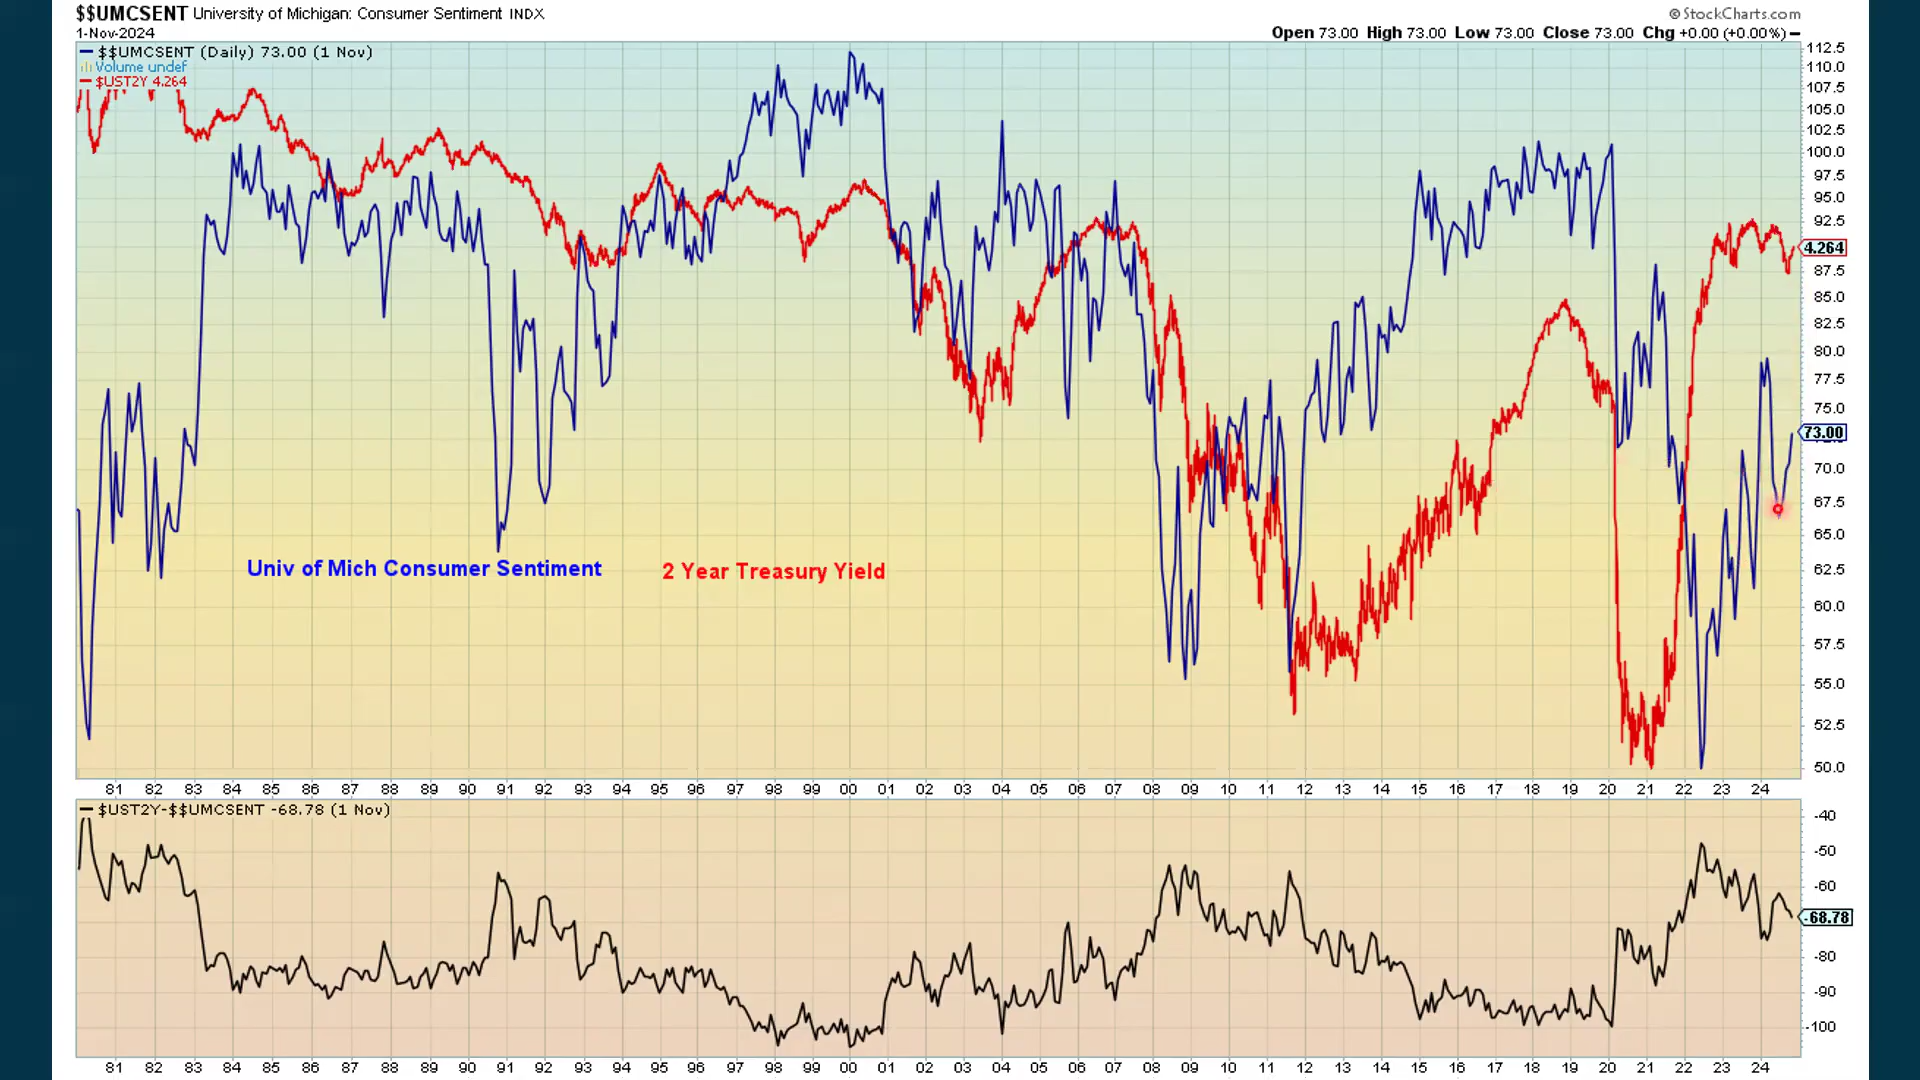 $$UMCSENT University of Michigan: Consumer Sentiment INDX
© StockCharts.com
1-Nov-2024
Open 73.00 High 73.00 Low 73.00 Close 73.00 Chg +0.00 (+0.00%)
$$UMCSENT (Daily) 73.00 (1 Nov)
Volume undef
$UST2Y 4.264
112.5
110.0
107.5
105.0
102.5
100.0
97.5
95.0
92.5
4.264
87.5
85.0
82.5
80.0
77.5
75.0
73.00
70.0
67.5
65.0
62.5
60.0
57.5
55.0
52.5
50.0
Univ of Mich Consumer Sentiment
2 Year Treasury Yield
81 82 83 84 85 86 87 88 89 90 91 92 93 94 95 96 97 98 99 00 01 02 03 04 05 06 07 08 09 10 11 12 13 14 15 16 17 18 19 20 21 22 23 24
$UST2Y-$$UMCSENT -68.78 (1 Nov)
-40
-50
-60
-68.78
-80
-90
-100
81 82 83 84 85 86 87 88 89 90 91 92 93 94 95 96 97 98 99 00 01 02 03 04 05 06 07 08 09 10 11 12 13 14 15 16 17 18 19 20 21 22 23 24